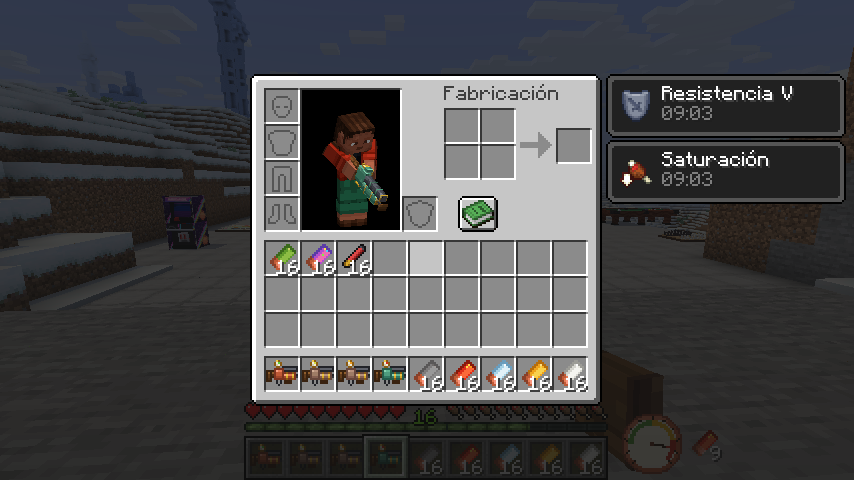 Fabricación
Resistencia V
09:03
Saturación
09:03
16 16 16
16 16 16 16 16
16
16 16 16 16 16
9